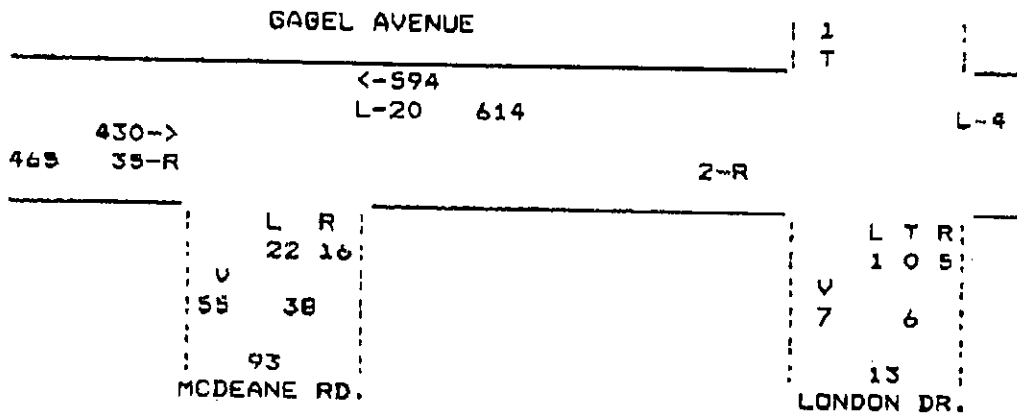 GAGEL AVENUE
1
T
<-594
L-20 614
L-4
430->
465 35-R
2-R
L R
22 16
V
55 38
93
MCDEANE RD.
L T R
1 0 5
V
7 6
13
LONDON DR.